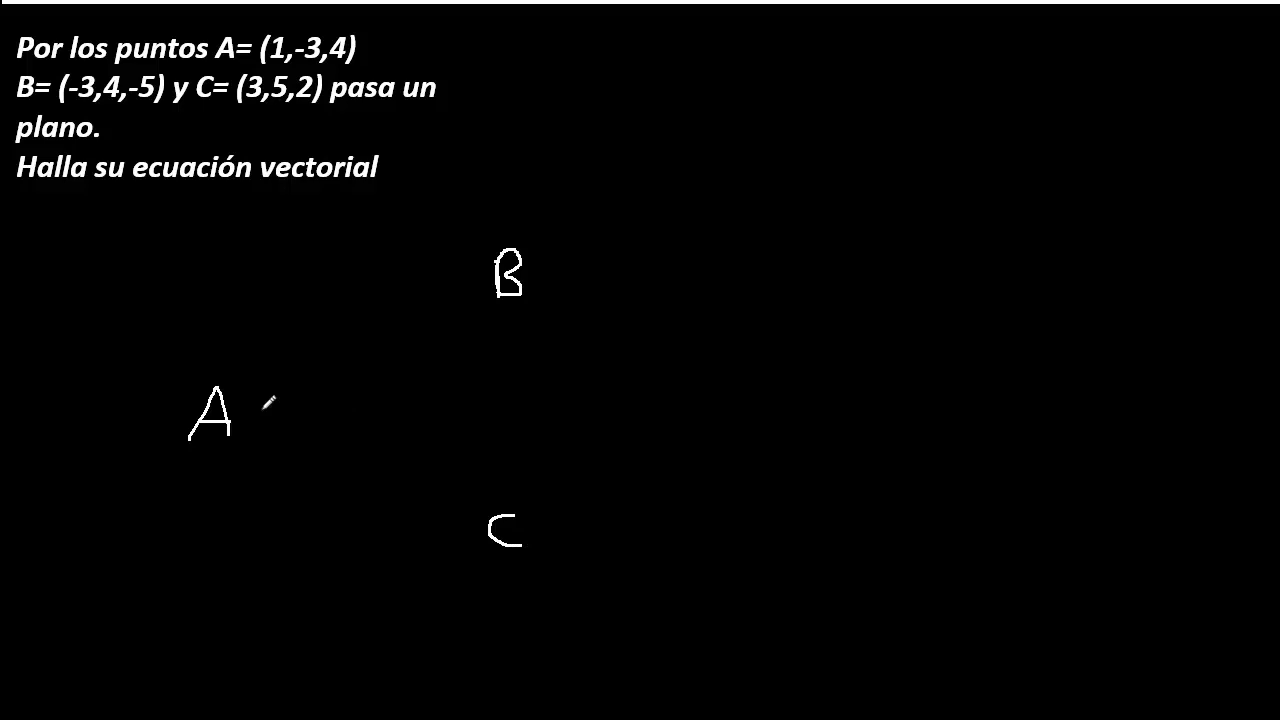 Por los puntos A= (1,-3,4)
B= (-3,4,-5) y C= (3,5,2) pasa un
plano.
Halla su ecuación vectorial
B
A
C